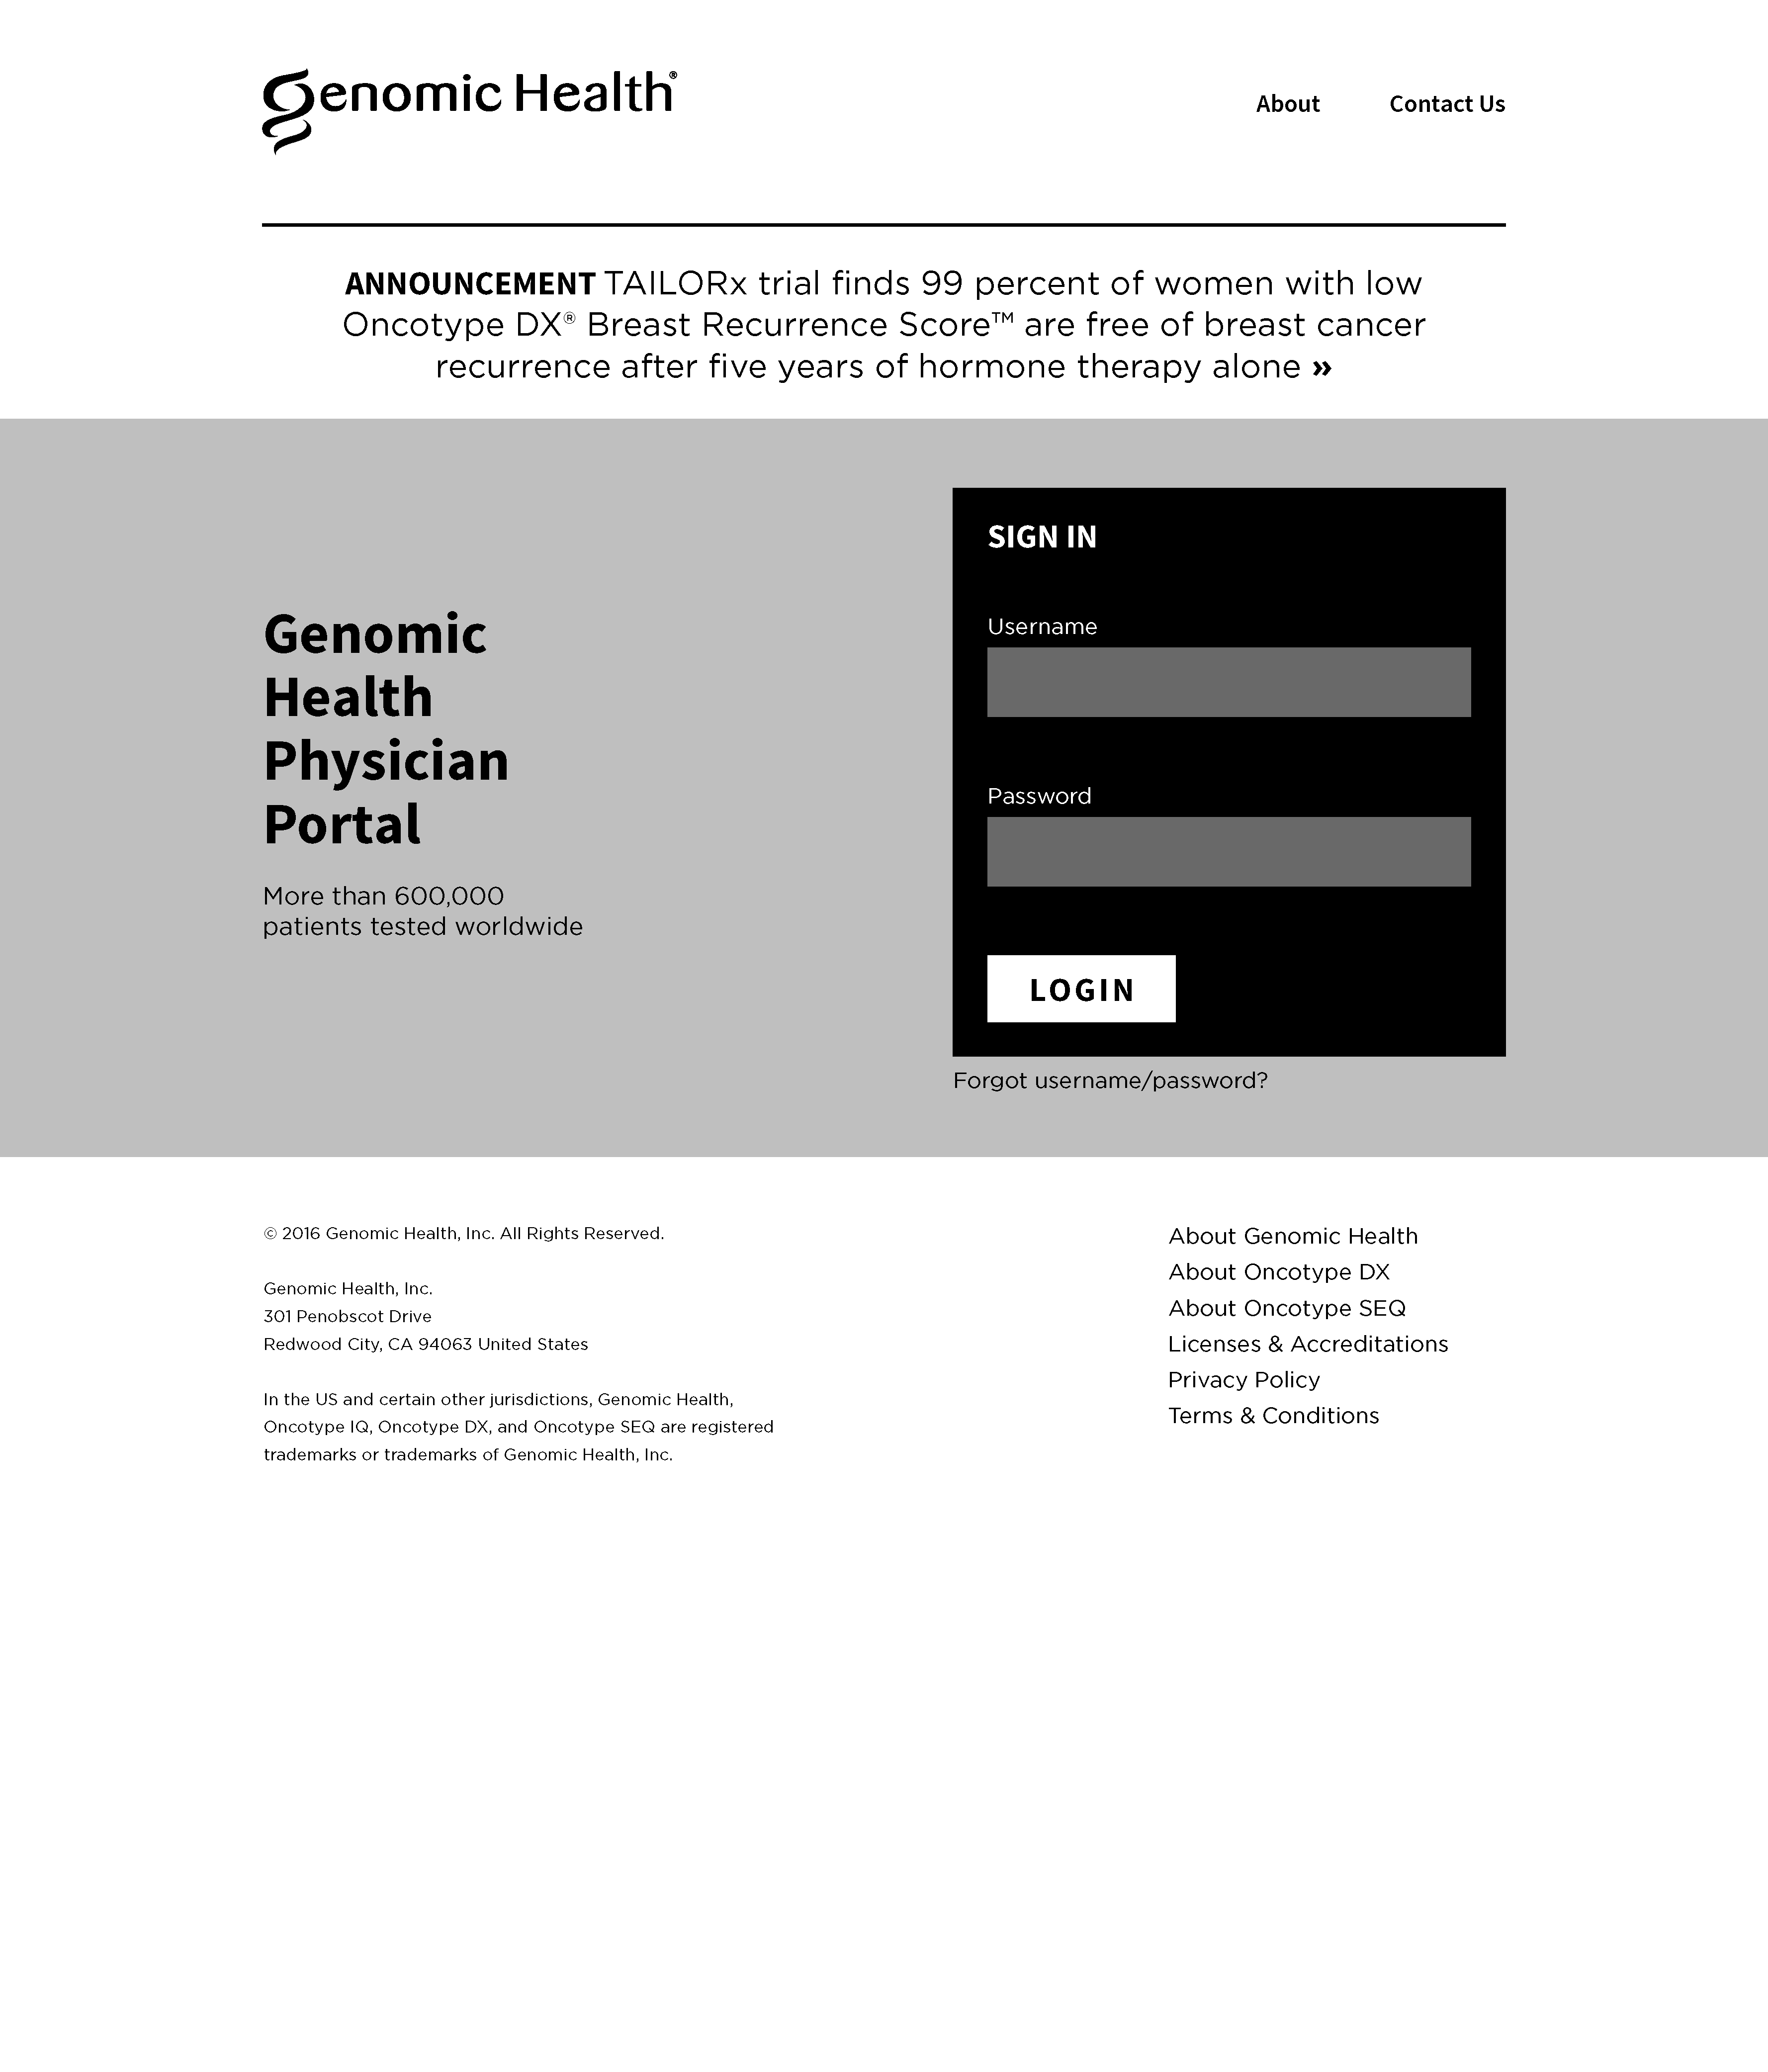 genomic Health®
About
Contact Us
ANNOUNCEMENT TAILORx trial finds 99 percent of women with low
Oncotype DX® Breast Recurrence Score™ are free of breast cancer
recurrence after five years of hormone therapy alone »
Genomic
Health
Physician
Portal
More than 600,000
patients tested worldwide
SIGN IN
Username
Password
LOGIN
Forgot username/password?
© 2016 Genomic Health, Inc. All Rights Reserved.
Genomic Health, Inc.
301 Penobscot Drive
Redwood City, CA 94063 United States
In the US and certain other jurisdictions, Genomic Health,
Oncotype IQ, Oncotype DX, and Oncotype SEQ are registered
trademarks or trademarks of Genomic Health, Inc.
About Genomic Health
About Oncotype DX
About Oncotype SEQ
Licenses & Accreditations
Privacy Policy
Terms & Conditions